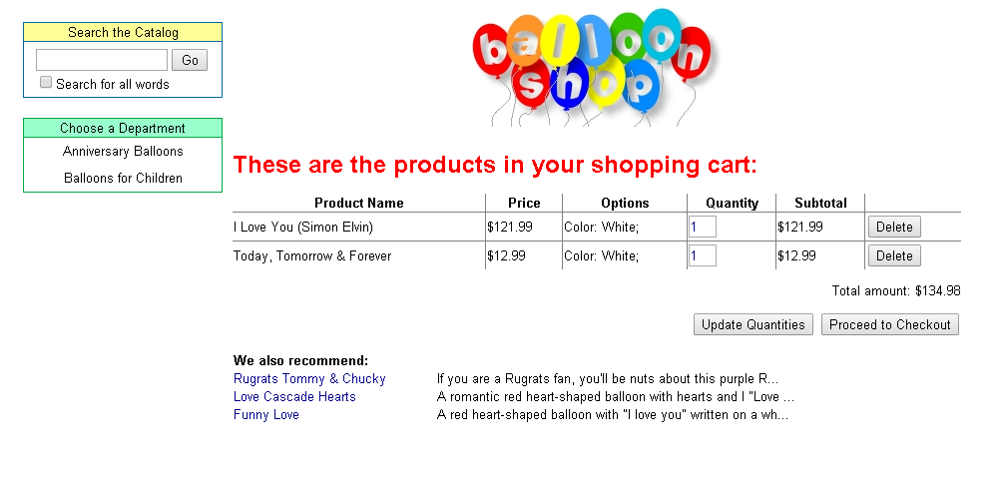 balloon
shop
Search the Catalog
Go
Search for all words
Choose a Department
Anniversary Balloons
Balloons for Children
These are the products in your shopping cart:
Product Name Price Options Quantity Subtotal
I Love You (Simon Elvin) $121.99 Color: White; 1 $121.99 Delete
Today, Tomorrow & Forever $12.99 Color: White; 1 $12.99 Delete
Total amount: $134.98
Update Quantities Proceed to Checkout
We also recommend:
Rugrats Tommy & Chucky If you are a Rugrats fan, you'll be nuts about this purple R...
Love Cascade Hearts A romantic red heart-shaped balloon with hearts and I "Love ...
Funny Love A red heart-shaped balloon with "I love you" written on a wh...